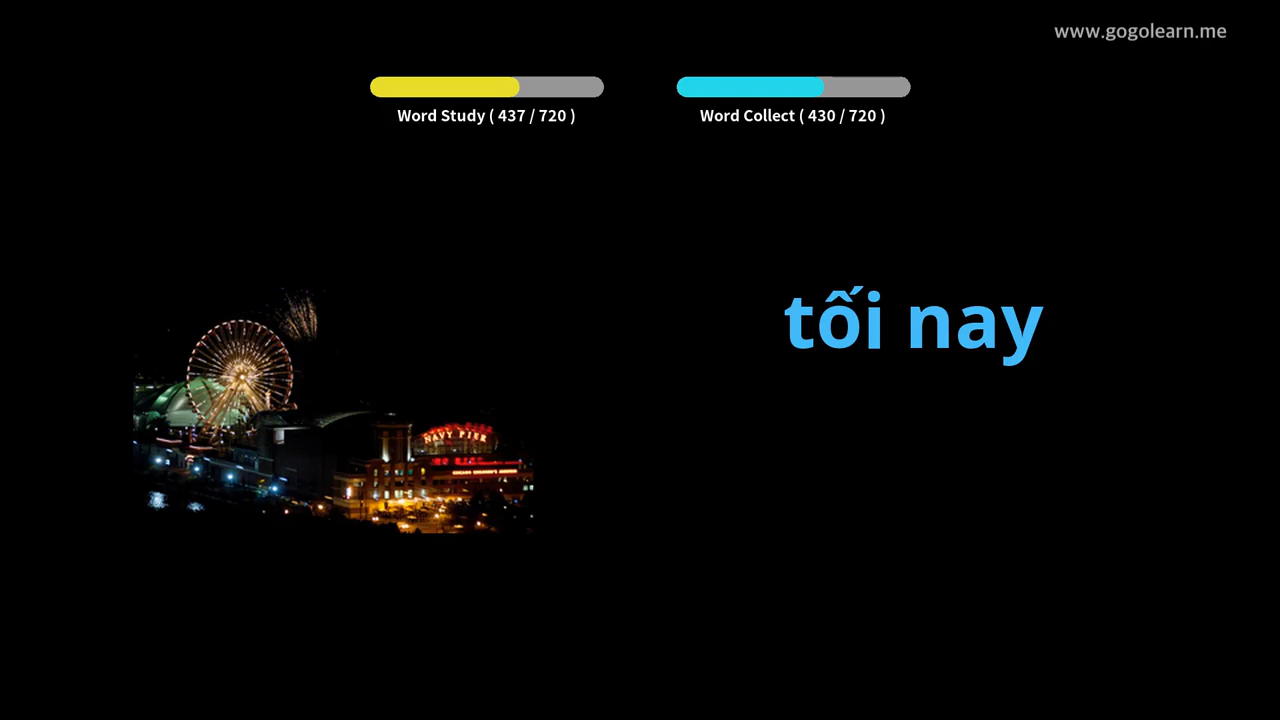 www.gogolearn.me
Word Study ( 437 / 720 )
Word Collect ( 430 / 720 )
tối nay
NAVY PIER